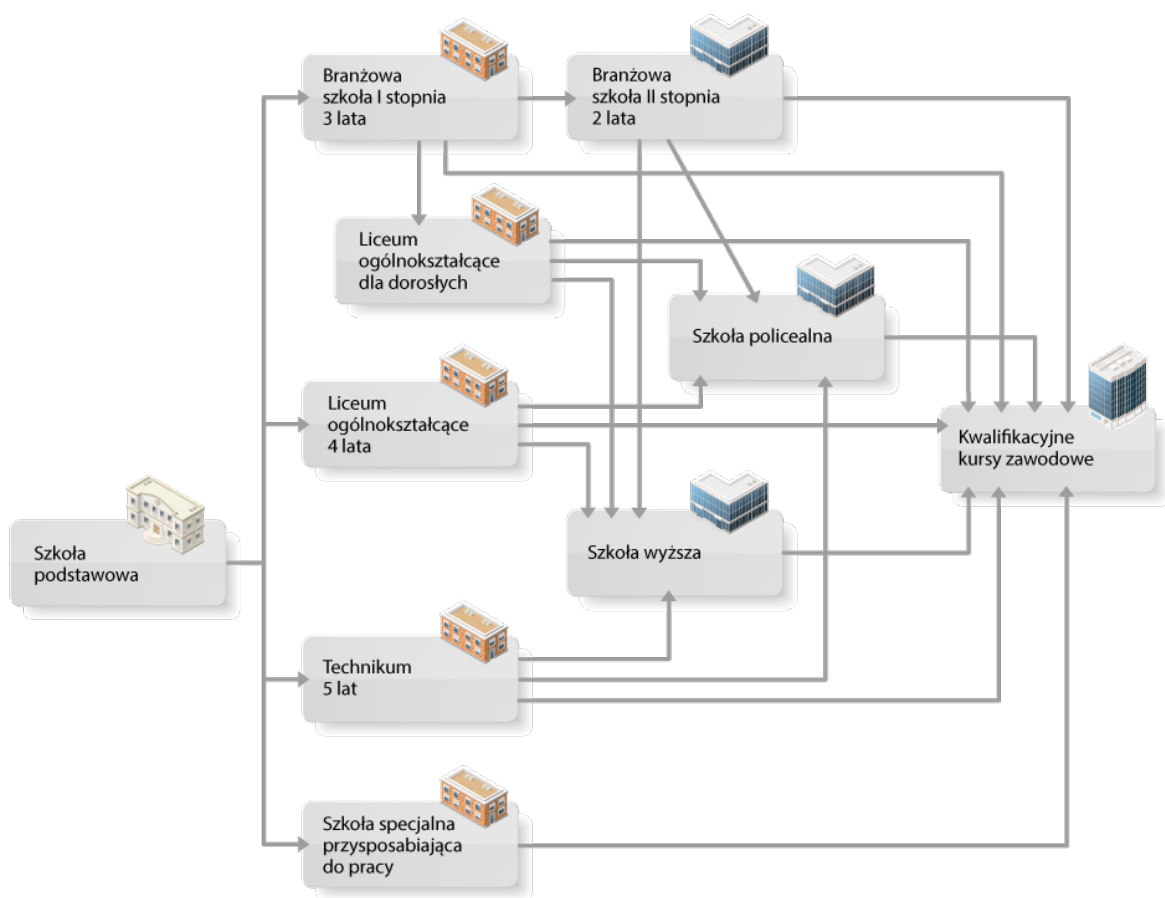 Branżowa
szkoła I stopnia
3 lata
Branżowa
szkoła II stopnia
2 lata
Liceum
ogólnokształcące
dla dorosłych
Szkoła policealna
Liceum
ogólnokształcące
4 lata
Kwalifikacyjne
kursy zawodowe
Szkoła
podstawowa
Szkoła wyższa
Technikum
5 lat
Szkoła specjalna
przysposabiająca
do pracy